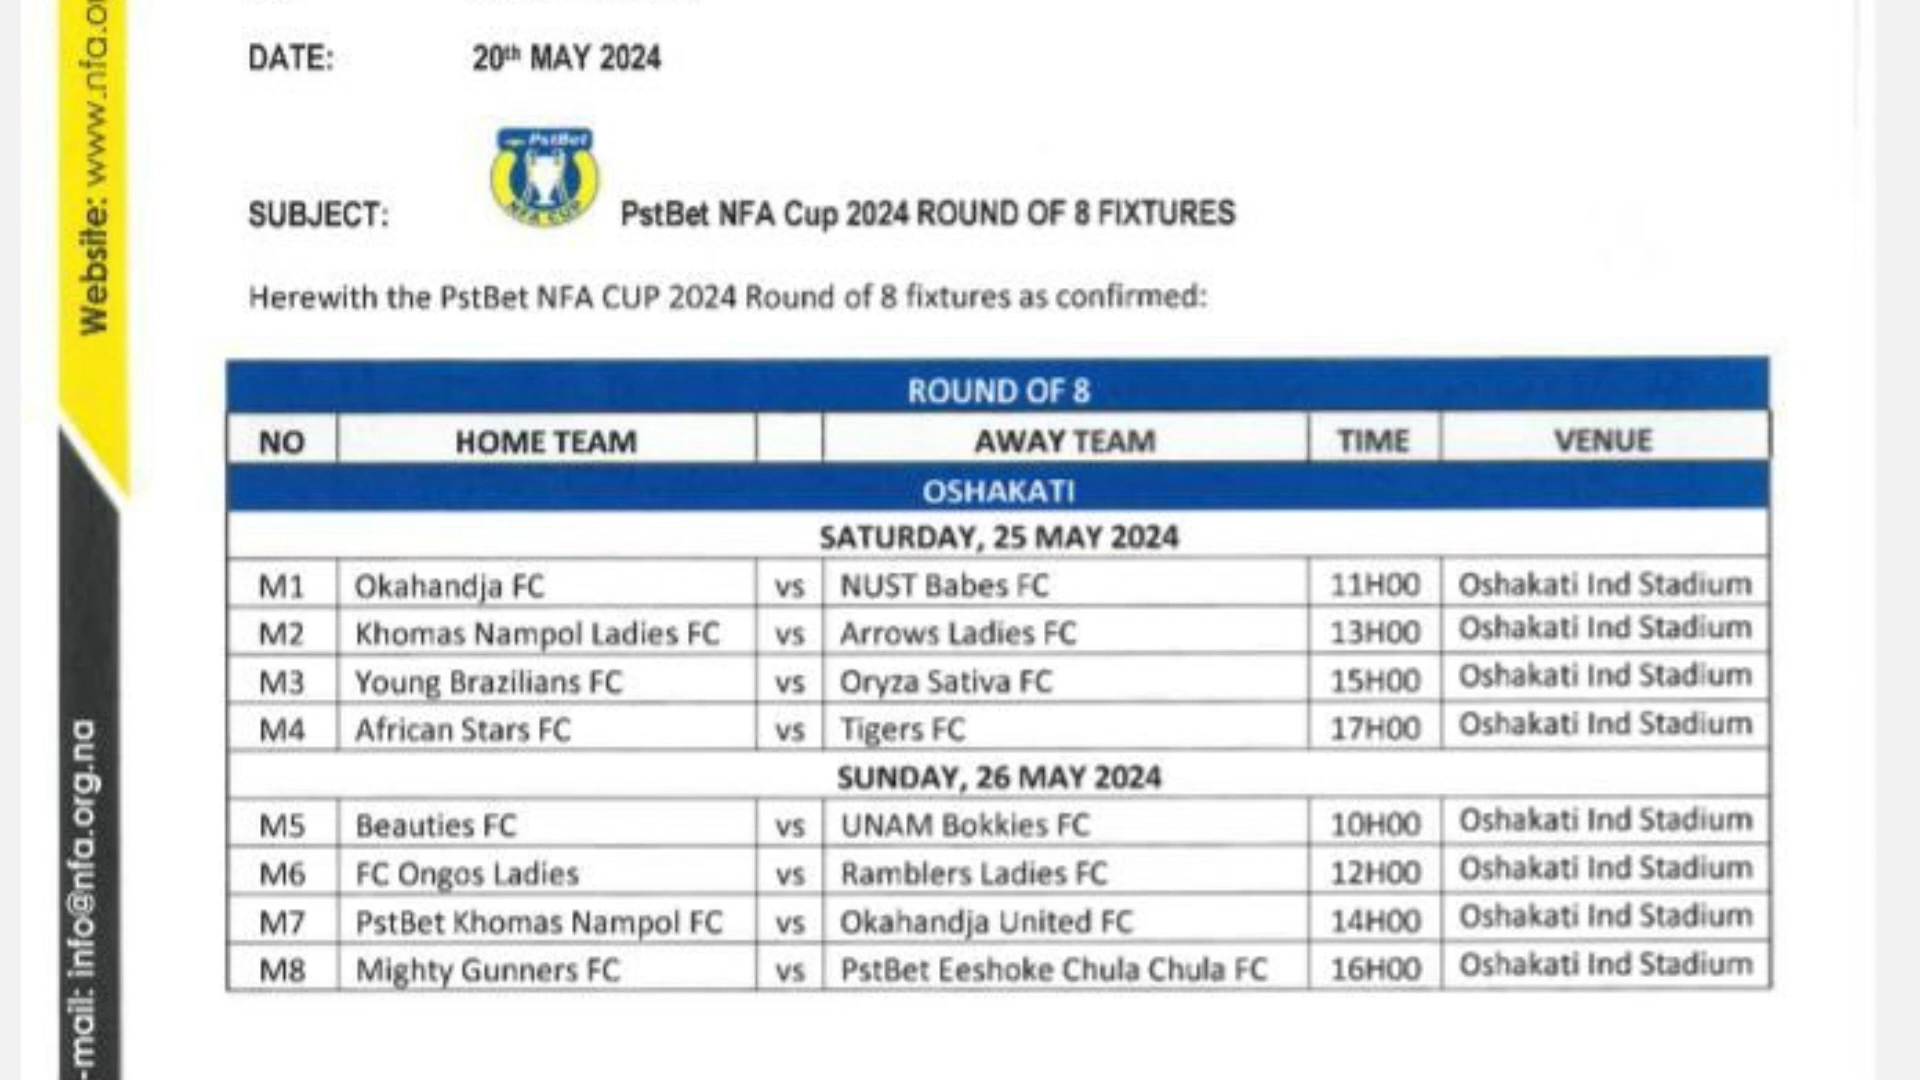 DATE: 20th MAY 2024
PstBet
NFA CUP
SUBJECT: PstBet NFA Cup 2024 ROUND OF 8 FIXTURES
Herewith the PstBet NFA CUP 2024 Round of 8 fixtures as confirmed:
ROUND OF 8
NO HOME TEAM AWAY TEAM TIME VENUE
OSHAKATI
SATURDAY, 25 MAY 2024
M1 Okahandja FC vs NUST Babes FC 11H00 Oshakati Ind Stadium
M2 Khomas Nampol Ladies FC vs Arrows Ladies FC 13H00 Oshakati Ind Stadium
M3 Young Brazilians FC vs Oryza Sativa FC 15H00 Oshakati Ind Stadium
M4 African Stars FC vs Tigers FC 17H00 Oshakati Ind Stadium
SUNDAY, 26 MAY 2024
M5 Beauties FC vs UNAM Bokkies FC 10H00 Oshakati Ind Stadium
M6 FC Ongos Ladies vs Ramblers Ladies FC 12H00 Oshakati Ind Stadium
M7 PstBet Khomas Nampol FC vs Okahandja United FC 14H00 Oshakati Ind Stadium
M8 Mighty Gunners FC vs PstBet Eeshoke Chula Chula FC 16H00 Oshakati Ind Stadium
Website: www.nfa.o
-mail: info@nfa.org.na